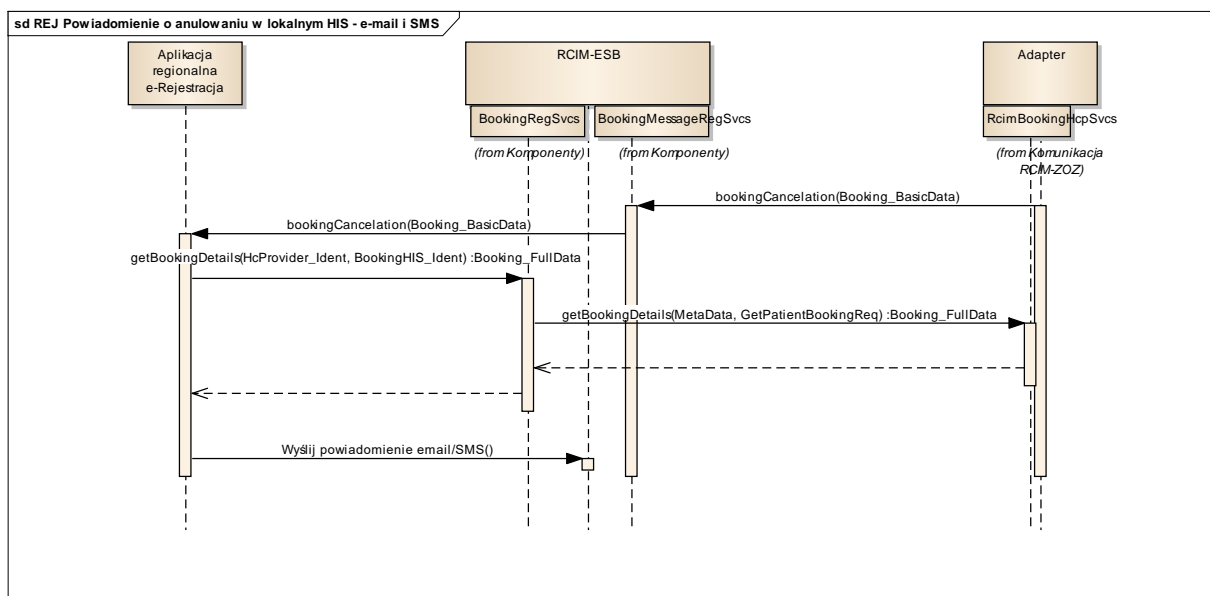 sd REJ Powiadomienie o anulowaniu w lokalnym HIS - e-mail i SMS
Aplikacja
regionalna
e-Rejestracja
RCIM-ESB
Adapter
BookingRegSvcs
BookingMessageRegSvcs
RcimBookingHcpSvcs
(from Komponenty)
(from Komponenty)
(from Komunikacja
RCIM-ZOZ)
bookingCancelation(Booking_BasicData)
bookingCancelation(Booking_BasicData)
getBookingDetails(HcProvider_Ident, BookingHIS_Ident) :Booking_FullData
getBookingDetails(MetaData, GetPatientBookingReq) :Booking_FullData
Wyślij powiadomienie email/SMS()